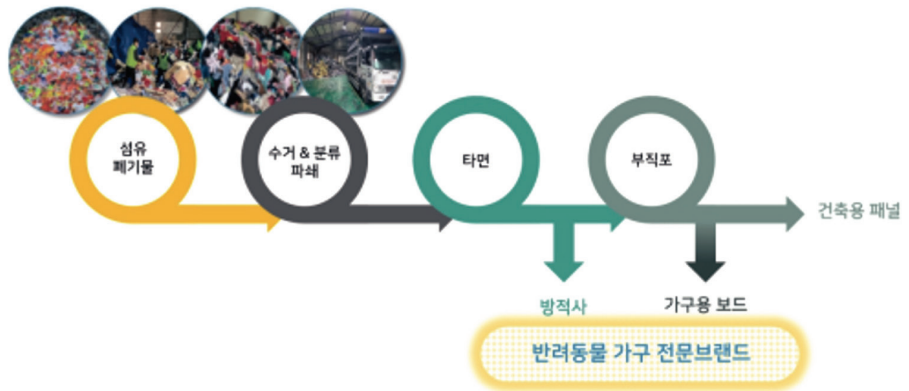 섬유
폐기물
수거 & 분류
파쇄
타면
부직포
건축용 패널
방적사
가구용 보드
반려동물 가구 전문브랜드